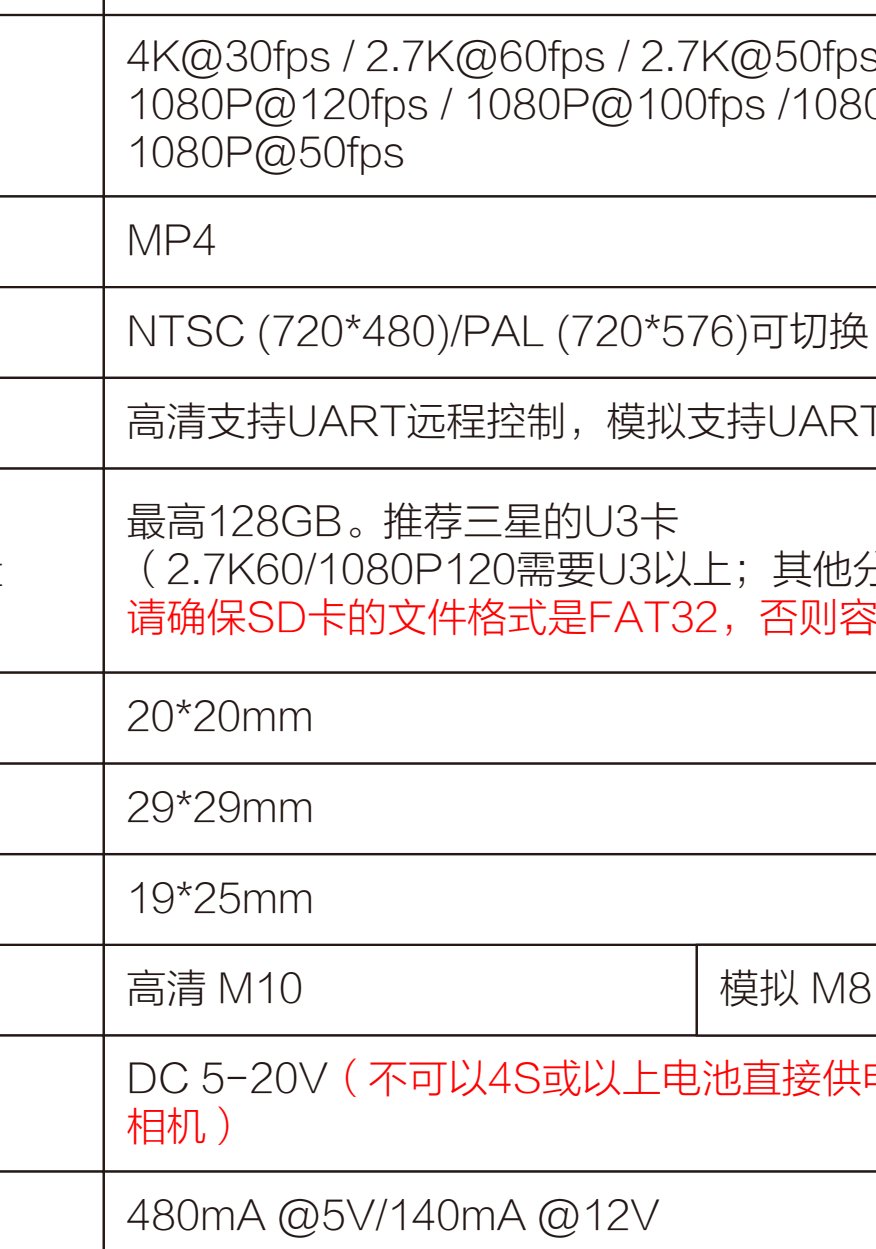 4K@30fps / 2.7K@60fps / 2.7K@50fps
1080P@120fps / 1080P@100fps /1080
1080P@50fps
MP4
NTSC (720*480)/PAL (720*576)可切换
高清支持UART远程控制，模拟支持UART
最高128GB。推荐三星的U3卡
（2.7K60/1080P120需要U3以上；其他分
请确保SD卡的文件格式是FAT32，否则容
20*20mm
29*29mm
19*25mm
高清 M10
模拟 M8
DC 5-20V（不可以4S或以上电池直接供电
相机）
480mA @5V/140mA @12V